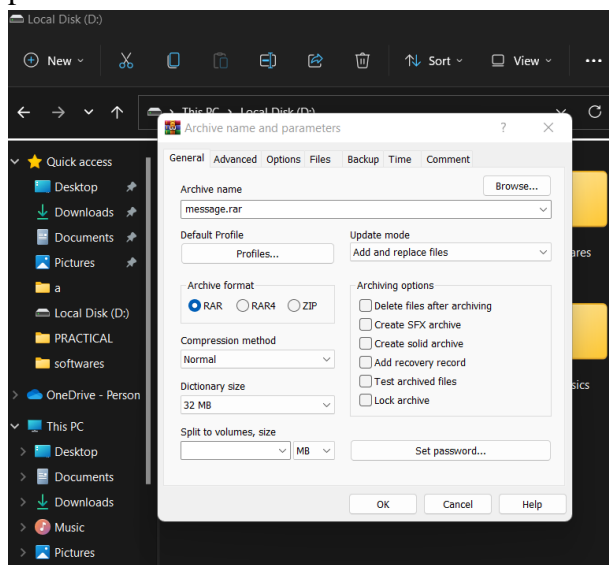 Local Disk (D:)
New
Sort
View
This PC > Local Disk (D:)
Archive name and parameters
?
Quick access
Desktop
Downloads
Documents
Pictures
a
Local Disk (D:)
PRACTICAL
softwares
OneDrive - Person
This PC
Desktop
Documents
Downloads
Music
Pictures
General Advanced Options Files Backup Time Comment
Archive name
Browse...
message.rar
Default Profile
Profiles...
Update mode
Add and replace files
Archive format
RAR RAR4 ZIP
Compression method
Normal
Dictionary size
32 MB
Split to volumes, size
MB
Archiving options
Delete files after archiving
Create SFX archive
Create solid archive
Add recovery record
Test archived files
Lock archive
Set password...
OK Cancel Help
ares
sics